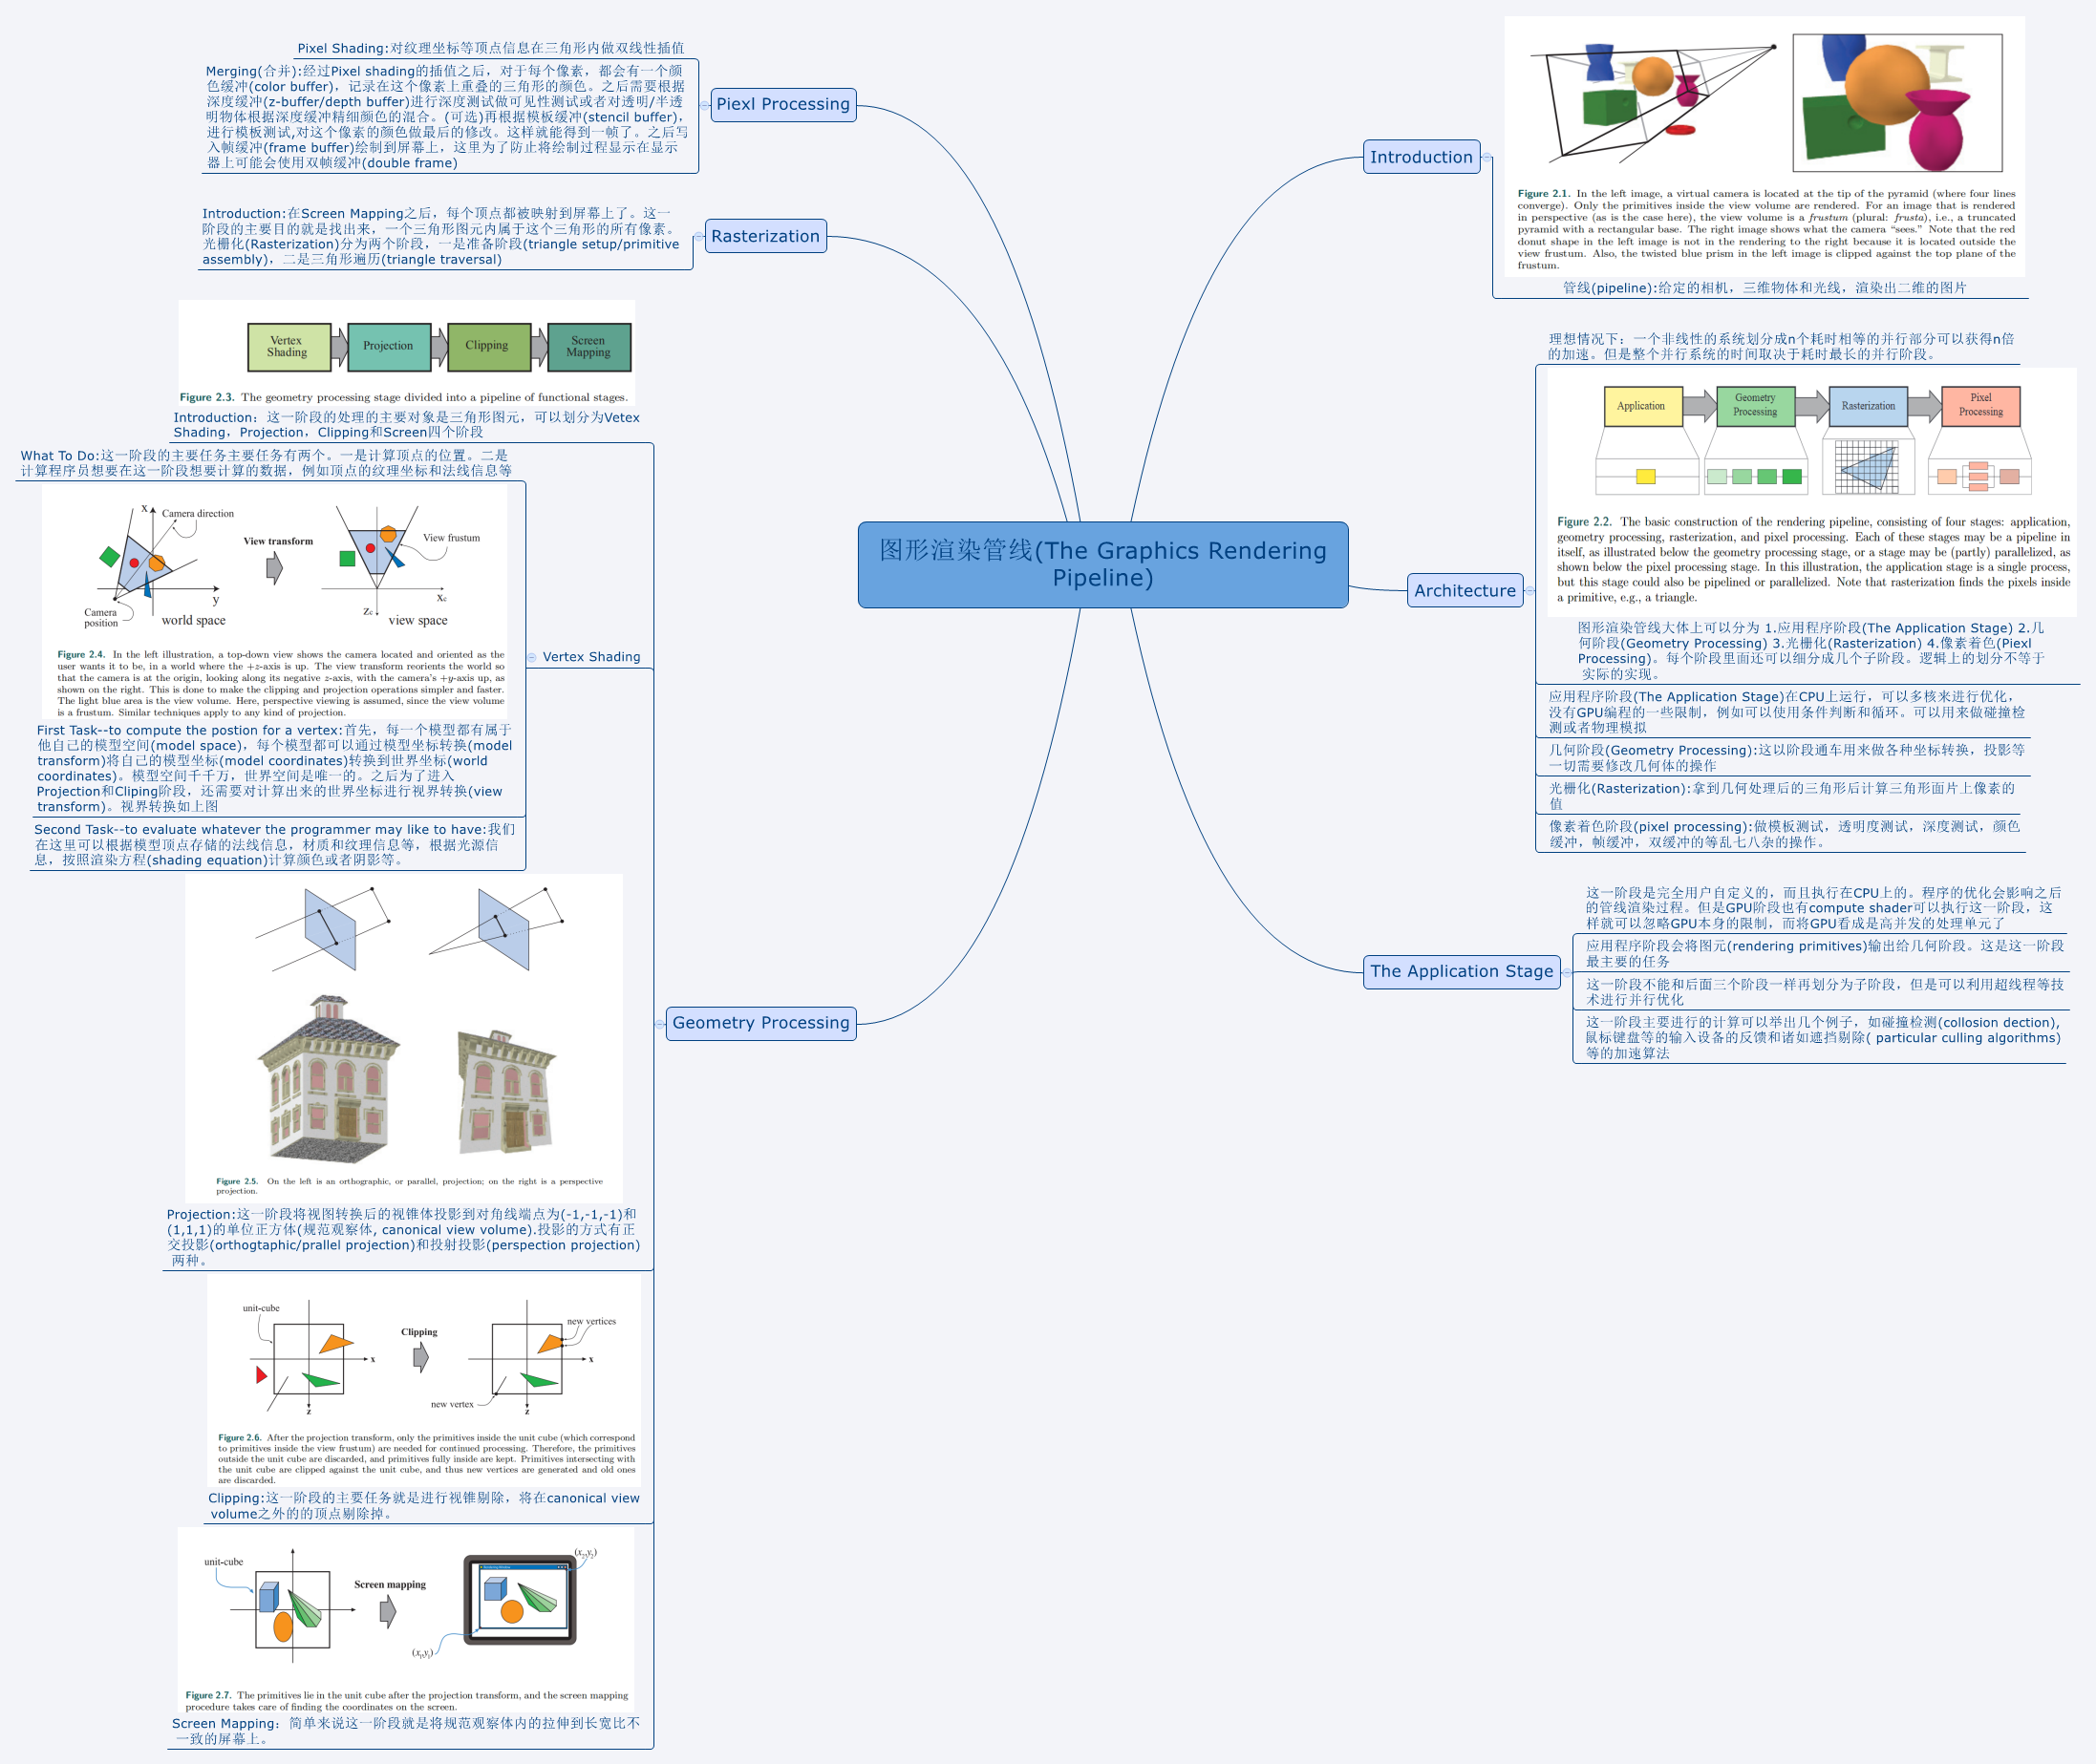 图形渲染管线(The Graphics Rendering
Pipeline)
Introduction
Figure 2.1. In the left image, a virtual camera is located at the tip of the pyramid (where four lines
converge). Only the primitives inside the view volume are rendered. For an image that is rendered
in perspective (as is the case here), the view volume is a frustum (plural: frusta), i.e., a truncated
pyramid with a rectangular base. The right image shows what the camera “sees.” Note that the red
donut shape in the left image is not in the rendering to the right because it is located outside the
view frustum. Also, the twisted blue prism in the left image is clipped against the top plane of the
frustum.
管线(pipeline):给定的相机，三维物体和光线，渲染出二维的图片
Architecture
理想情况下：一个非线性的系统划分成n个耗时相等的并行部分可以获得n倍
的加速。但是整个并行系统的时间取决于耗时最长的并行阶段。
Application
Geometry
Processing
Rasterization
Pixel
Processing
Figure 2.2. The basic construction of the rendering pipeline, consisting of four stages: application,
geometry processing, rasterization, and pixel processing. Each of these stages may be a pipeline in
itself, as illustrated below the geometry processing stage, or a stage may be (partly) parallelized, as
shown below the pixel processing stage. In this illustration, the application stage is a single process,
but this stage could also be pipelined or parallelized. Note that rasterization finds the pixels inside
a primitive, e.g., a triangle.
图形渲染管线大体上可以分为 1.应用程序阶段(The Application Stage) 2.几
何阶段(Geometry Processing) 3.光栅化(Rasterization) 4.像素着色(Piexl
Processing)。每个阶段里面还可以细分成几个子阶段。逻辑上的划分不等于
实际的实现。
应用程序阶段(The Application Stage)在CPU上运行，可以多核来进行优化，
没有GPU编程的一些限制，例如可以使用条件判断和循环。可以用来做碰撞检
测或者物理模拟
几何阶段(Geometry Processing):这以阶段通车用来做各种坐标转换，投影等
一切需要修改几何体的操作
光栅化(Rasterization):拿到几何处理后的三角形后计算三角形面片上像素的
值
像素着色阶段(pixel processing):做模板测试，透明度测试，深度测试，颜色
缓冲，帧缓冲，双缓冲的等乱七八杂的操作。
The Application Stage
这一阶段是完全用户自定义的，而且执行在CPU上的。程序的优化会影响之后
的管线渲染过程。但是GPU阶段也有compute shader可以执行这一阶段，这
样就可以忽略GPU本身的限制，而将GPU看成是高并发的处理单元了
应用程序阶段会将图元(rendering primitives)输出给几何阶段。这是这一阶段
最主要的任务
这一阶段不能和后面三个阶段一样再划分为子阶段，但是可以利用超线程等技
术进行并行优化
这一阶段主要进行的计算可以举出几个例子，如碰撞检测(collosion dection),
鼠标键盘等的输入设备的反馈和诸如遮挡剔除( particular culling algorithms)
等的加速算法
Piexl Processing
Pixel Shading:对纹理坐标等顶点信息在三角形内做双线性插值
Merging(合并):经过Pixel shading的插值之后，对于每个像素，都会有一个颜
色缓冲(color buffer)，记录在这个像素上重叠的三角形的颜色。之后需要根据
深度缓冲(z-buffer/depth buffer)进行深度测试做可见性测试或者对透明/半透
明物体根据深度缓冲精细颜色的混合。(可选)再根据模板缓冲(stencil buffer)，
进行模板测试,对这个像素的颜色做最后的修改。这样就能得到一帧了。之后写
入帧缓冲(frame buffer)绘制到屏幕上，这里为了防止将绘制过程显示在显示
器上可能会使用双帧缓冲(double frame)
Rasterization
Introduction:在Screen Mapping之后，每个顶点都被映射到屏幕上了。这一
阶段的主要目的就是找出来，一个三角形图元内属于这个三角形的所有像素。
光栅化(Rasterization)分为两个阶段，一是准备阶段(triangle setup/primitive
assembly)，二是三角形遍历(triangle traversal)
Geometry Processing
Vertex
Shading
Projection
Clipping
Screen
Mapping
Figure 2.3. The geometry processing stage divided into a pipeline of functional stages.
Introduction：这一阶段的处理的主要对象是三角形图元，可以划分为Vetex
Shading，Projection，Clipping和Screen四个阶段
Vertex Shading
What To Do:这一阶段的主要任务主要任务有两个。一是计算顶点的位置。二是
计算程序员想要在这一阶段想要计算的数据，例如顶点的纹理坐标和法线信息等
x
Camera direction
View transform
View frustum
y
Camera
position
world space
xc
zc
view space
Figure 2.4. In the left illustration, a top-down view shows the camera located and oriented as the
user wants it to be, in a world where the +z-axis is up. The view transform reorients the world so
that the camera is at the origin, looking along its negative z-axis, with the camera's +y-axis up, as
shown on the right. This is done to make the clipping and projection operations simpler and faster.
The light blue area is the view volume. Here, perspective viewing is assumed, since the view volume
is a frustum. Similar techniques apply to any kind of projection.
First Task--to compute the postion for a vertex:首先，每一个模型都有属于
他自己的模型空间(model space)，每个模型都可以通过模型坐标转换(model
transform)将自己的模型坐标(model coordinates)转换到世界坐标(world
coordinates)。模型空间千千万，世界空间是唯一的。之后为了进入
Projection和Cliping阶段，还需要对计算出来的世界坐标进行视界转换(view
transform)。视界转换如上图
Second Task--to evaluate whatever the programmer may like to have:我们
在这里可以根据模型顶点存储的法线信息，材质和纹理信息等，根据光源信
息，按照渲染方程(shading equation)计算颜色或者阴影等。
Figure 2.5. On the left is an orthographic, or parallel, projection; on the right is a perspective
projection.
Projection:这一阶段将视图转换后的视锥体投影到对角线端点为(-1,-1,-1)和
(1,1,1)的单位正方体(规范观察体, canonical view volume).投影的方式有正
交投影(orthogtaphic/prallel projection)和投射投影(perspection projection)
两种。
unit-cube
Clipping
new vertices
x
x
new vertex
z
z
Figure 2.6. After the projection transform, only the primitives inside the unit cube (which correspond
to primitives inside the view frustum) are needed for continued processing. Therefore, the primitives
outside the unit cube are discarded, and primitives fully inside are kept. Primitives intersecting with
the unit cube are clipped against the unit cube, and thus new vertices are generated and old ones
are discarded.
Clipping:这一阶段的主要任务就是进行视锥剔除，将在canonical view
volume之外的的顶点剔除掉。
unit-cube
Screen mapping
(x2,y2)
(x1,y1)
Figure 2.7. The primitives lie in the unit cube after the projection transform, and the screen mapping
procedure takes care of finding the coordinates on the screen.
Screen Mapping：简单来说这一阶段就是将规范观察体内的拉伸到长宽比不
一致的屏幕上。